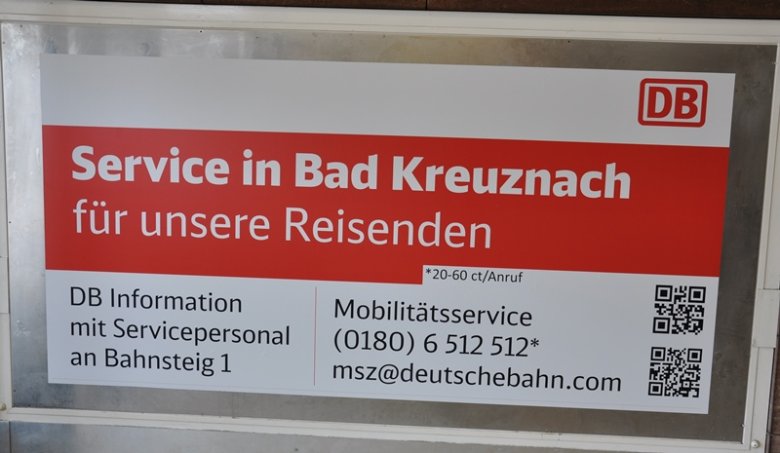 DB
Service in Bad Kreuznach
für unsere Reisenden
*20-60 ct/Anruf
DB Information
mit Servicepersonal
an Bahnsteig 1
Mobilitätsservice
(0180) 6 512 512*
msz@deutschebahn.com